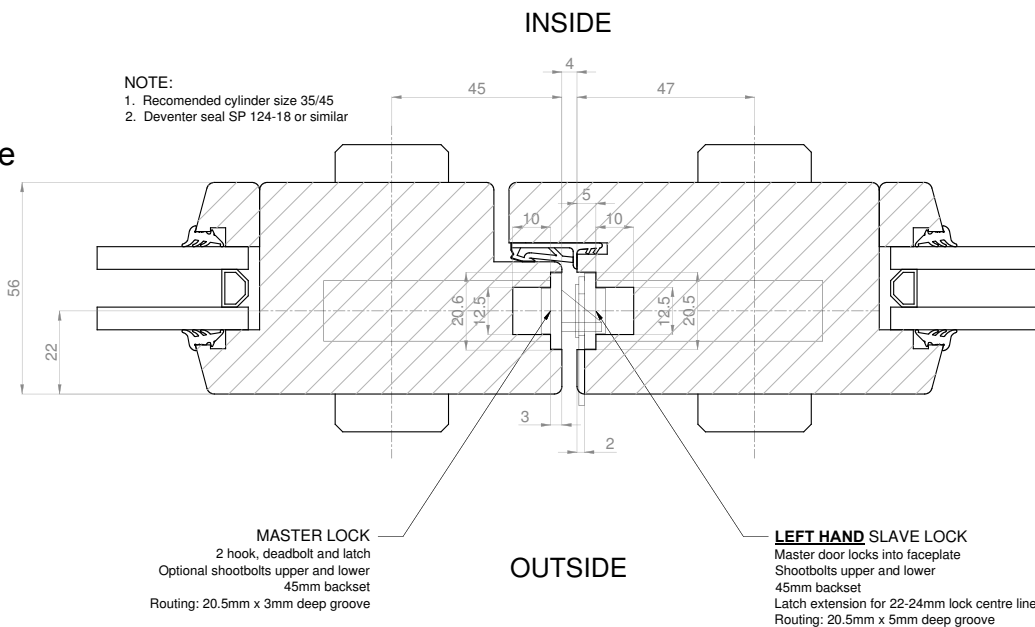 INSIDE
4
45
47
NOTE:
1. Recomended cylinder size 35/45
2. Deventer seal SP 124-18 or similar
e
5
10
10
56
22
20.6
12.5
12.5
20.5
3
2
MASTER LOCK
2 hook, deadbolt and latch
Optional shootbolts upper and lower
45mm backset
Routing: 20.5mm x 3mm deep groove
OUTSIDE
LEFT HAND SLAVE LOCK
Master door locks into faceplate
Shootbolts upper and lower
45mm backset
Latch extension for 22-24mm lock centre line
Routing: 20.5mm x 5mm deep groove